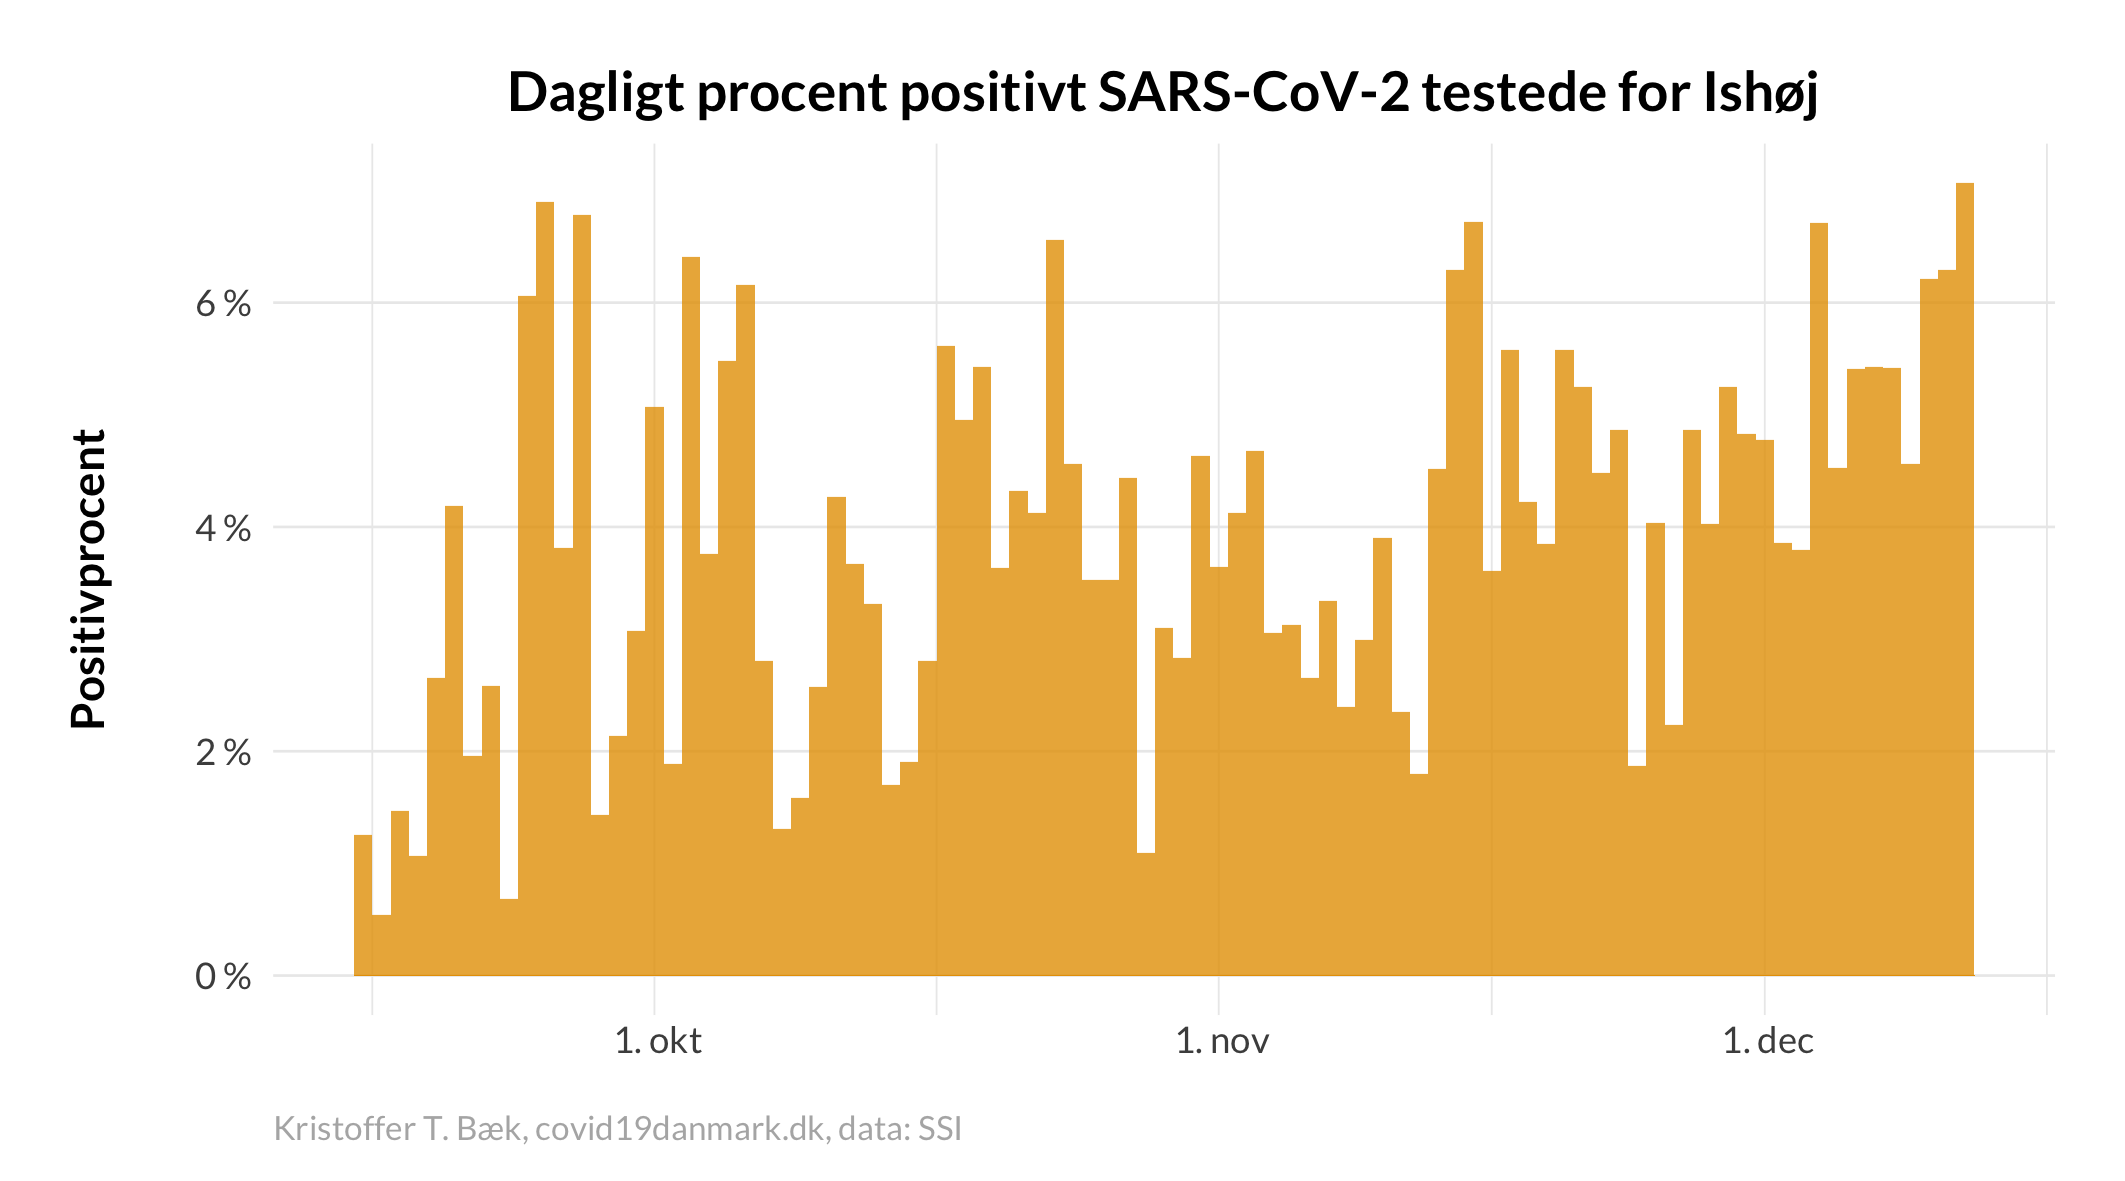 Dagligt procent positivt SARS-CoV-2 testede for Ishøj
Positivprocent
6 %
4 %
2 %
0 %
1. okt
1. nov
1. dec
Kristoffer T. Bæk, covid19danmark.dk, data: SSI